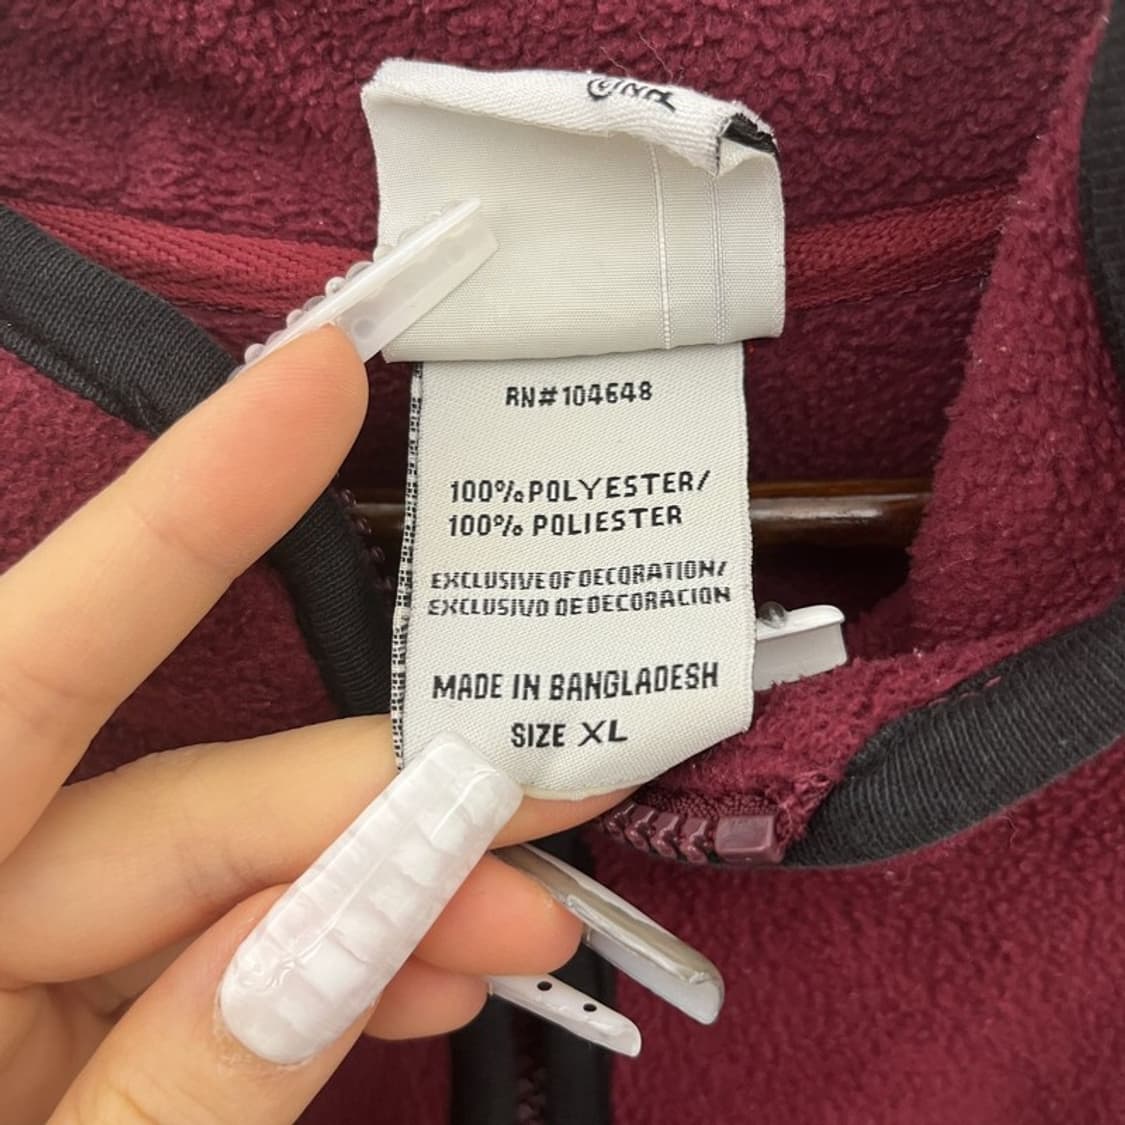 RN#104648
100% POLYESTER/
100% POLIESTER
EXCLUSIVE OF DECORATION/
EXCLUSIVO DE DECORACION
MADE IN BANGLADESH
SIZE XL